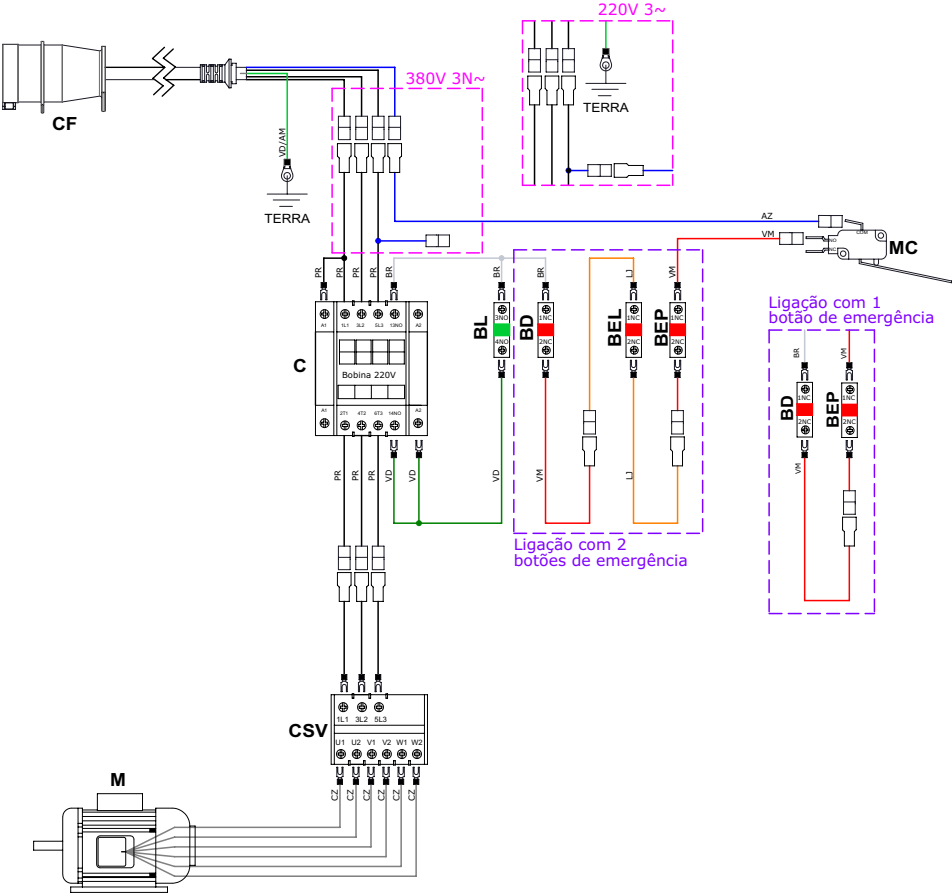 220V 3~
380V 3N~
CF
TERRA
VD/AM
TERRA
AZ
VM
COM
NO
NC
MC
PR
PR
PR
PR
BR
BR
LJ
VM
Ligação com 1
botão de emergência
A1
1L1
3L2
5L3
13NO
A2
C
Bobina 220V
A1
2T1
4T2
6T3
14NO
A2
BL
3NO
4NO
BD
1NC
2NC
BEL
1NC
2NC
BEP
1NC
2NC
BR
VM
BD
1NC
2NC
BEP
1NC
2NC
VM
PR
PR
PR
VD
VD
VD
VM
LJ
Ligação com 2
botões de emergência
CSV
1L1
3L2
5L3
U1
U2
V1
V2
W1
W2
CZ
CZ
CZ
CZ
CZ
CZ
M